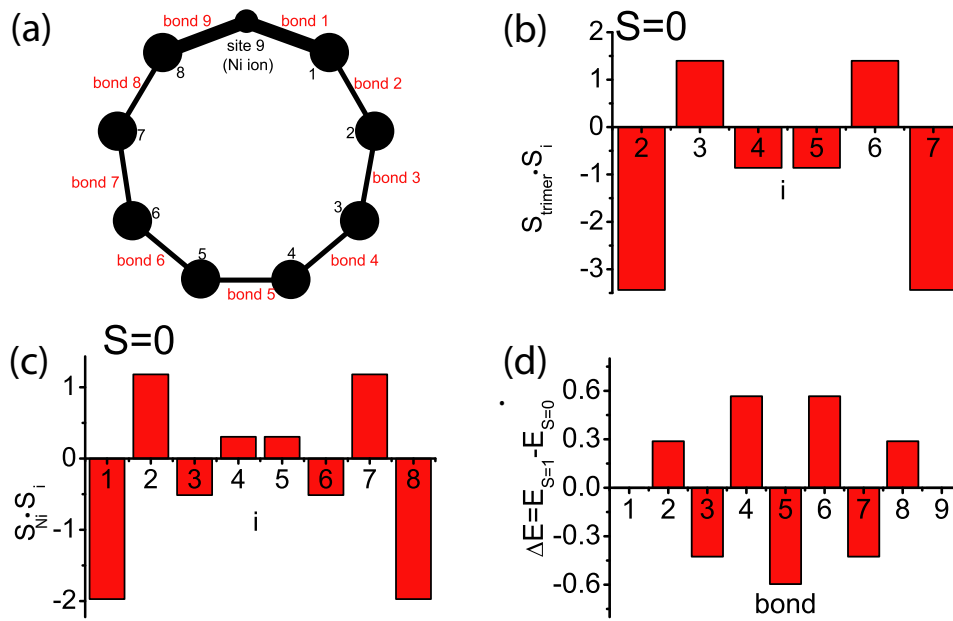 (a)
bond 9
bond 1
site 9
(Ni ion)
8
1
bond 8
bond 2
7
2
bond 7
bond 3
6
3
bond 6
5
4
bond 4
bond 5
(b)
S=0
2
1
0
-1
-2
-3
S_trimer•S_i
2 3 4 5 6 7
i
(c)
S=0
1
0
-1
-2
S_Ni•S_i
1 2 3 4 5 6 7 8
i
(d)
0.6
0.3
0.0
-0.3
-0.6
ΔE=E_S=1-E_S=0
1 2 3 4 5 6 7 8 9
bond